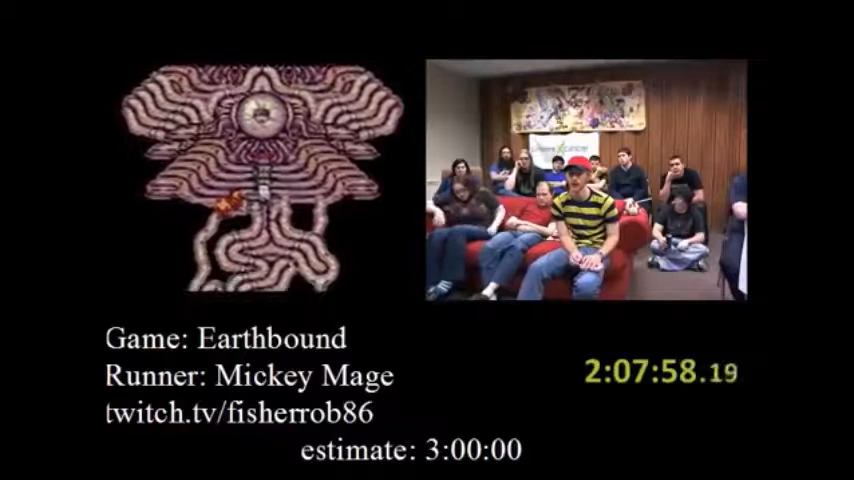 Game: Earthbound
Runner: Mickey Mage
2:07:58.19
twitch.tv/fisherrob86
estimate: 3:00:00